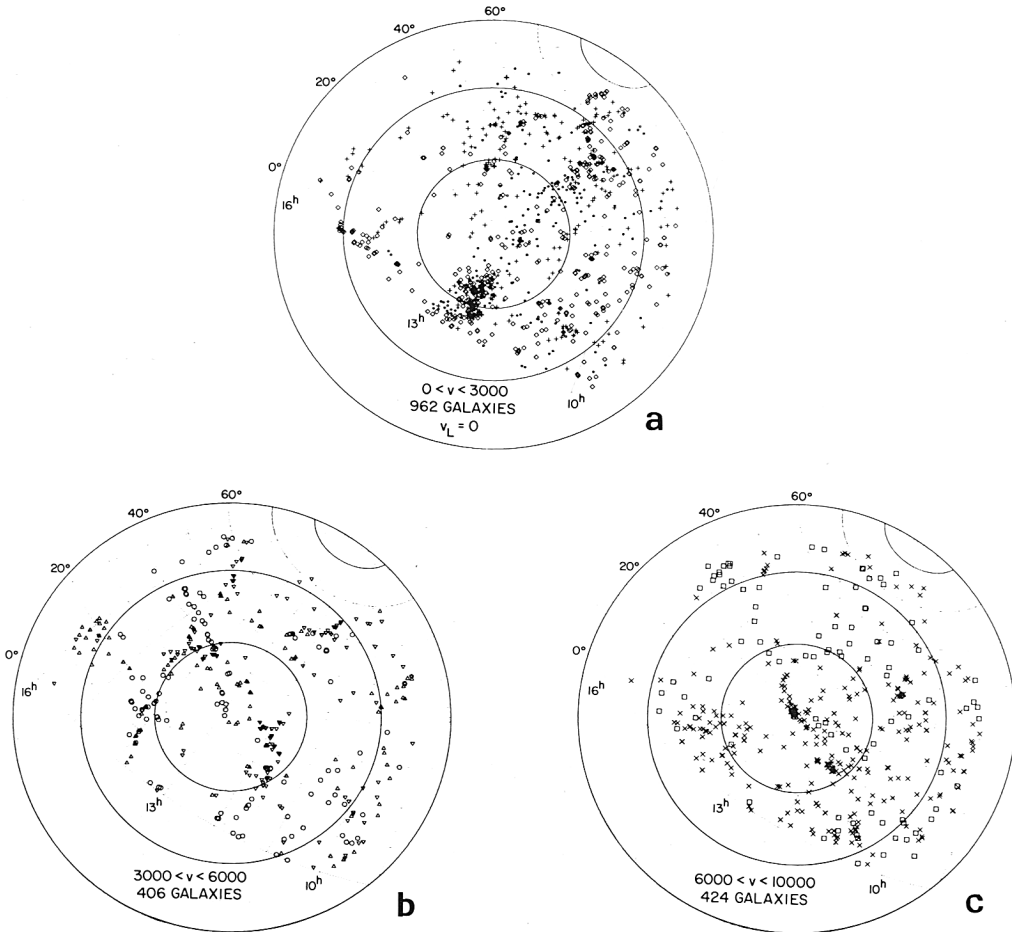 60°
40°
20°
0°
16ʰ
13ʰ
10ʰ
0 < v < 3000
962 GALAXIES
v_L = 0
a
60°
40°
20°
0°
16ʰ
13ʰ
10ʰ
3000 < v < 6000
406 GALAXIES
b
60°
40°
20°
0°
16ʰ
13ʰ
10ʰ
6000 < v < 10000
424 GALAXIES
c